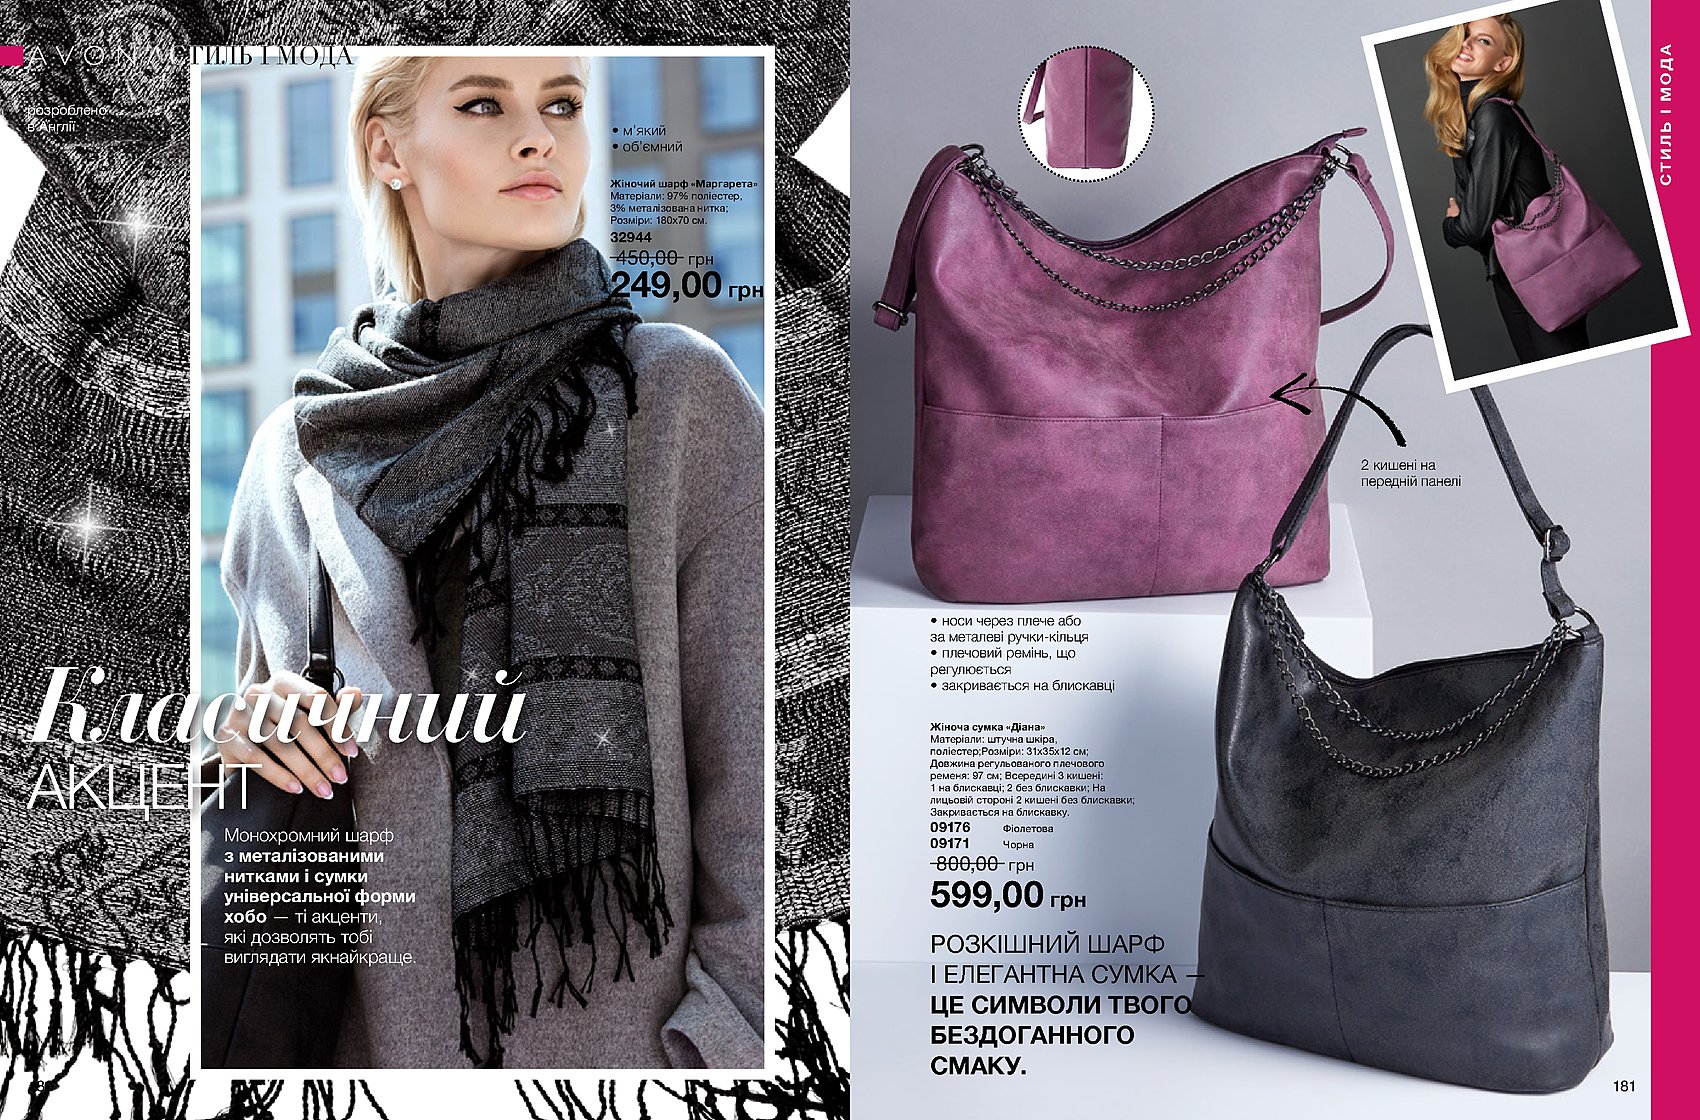 AVON СТИЛЬ І МОДА
розроблено
в Англії
• м'який
• об'ємний
Жіночий шарф «Маргарета»
Матеріали: 97% поліестер,
3% металізована нитка;
Розміри: 180х70 см.
32944
450,00 грн
249,00 грн
Класичний
АКЦЕНТ
Монохромний шарф
з металізованими
нитками і сумки
універсальної форми
хобо — ті акценти,
які дозволять тобі
виглядати якнайкраще.
СТИЛЬ І МОДА
2 кишені на
передній панелі
• носи через плече або
за металеві ручки-кільця
• плечовий ремінь, що
регулюється
• закривається на блискавці
Жіноча сумка «Діана»
Матеріали: штучна шкіра,
поліестер;Розміри: 31х35х12 см;
Довжина регульованого плечового
ременя: 97 см; Всередині 3 кишені:
1 на блискавці; 2 без блискавки; На
лицьовій стороні 2 кишені без блискавки;
Закривається на блискавку.
09176 Фіолетова
09171 Чорна
800,00 грн
599,00 грн
РОЗКІШНИЙ ШАРФ
І ЕЛЕГАНТНА СУМКА —
ЦЕ СИМВОЛИ ТВОГО
БЕЗДОГАННОГО
СМАКУ.
181